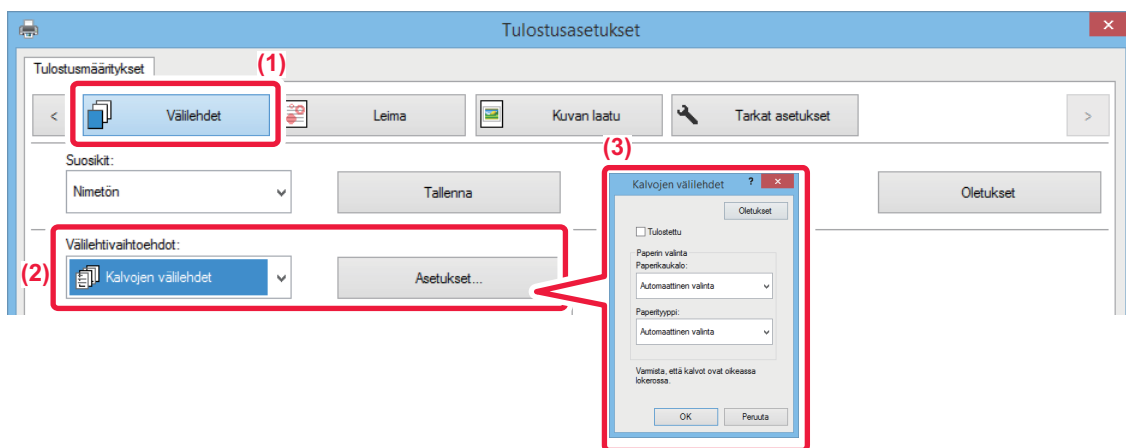 Tulostusasetukset
Tulostusmääritykset
(1)
<
Välilehdet
Leima
Kuvan laatu
Tarkat asetukset
>
(3)
Suosikit:
Nimetön
Tallenna
Oletukset
Välilehtivaihtoehdot:
(2)
Kalvojen välilehdet
Asetukset...
Kalvojen välilehdet ?
Oletukset
Tulostettu
Paperin valinta
Paperikaukalo:
Automaattinen valinta
Paperityyppi:
Automaattinen valinta
Varmista, että kalvot ovat oikeassa
lokerossa.
OK
Peruuta